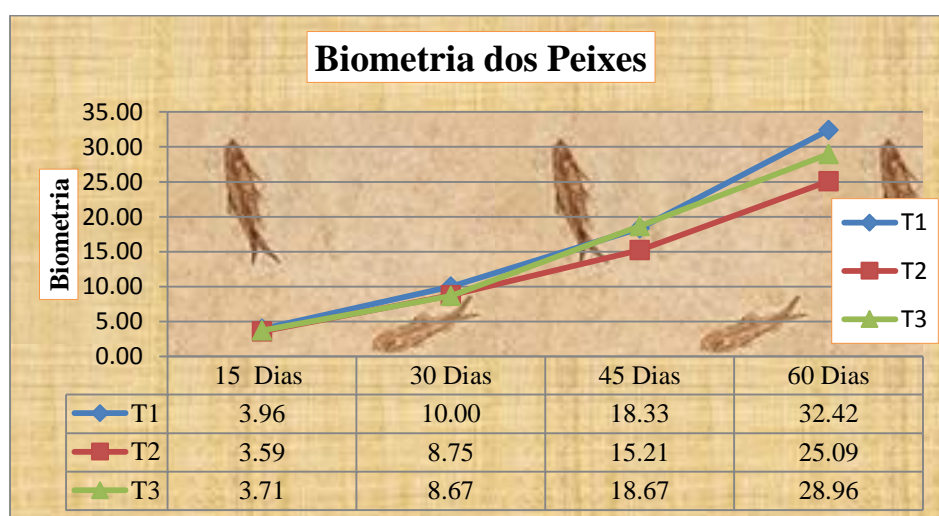 Biometria dos Peixes
Biometria
35.00
30.00
25.00
20.00
15.00
10.00
5.00
0.00
T1
T2
T3
15 Dias 30 Dias 45 Dias 60 Dias
T1 3.96 10.00 18.33 32.42
T2 3.59 8.75 15.21 25.09
T3 3.71 8.67 18.67 28.96